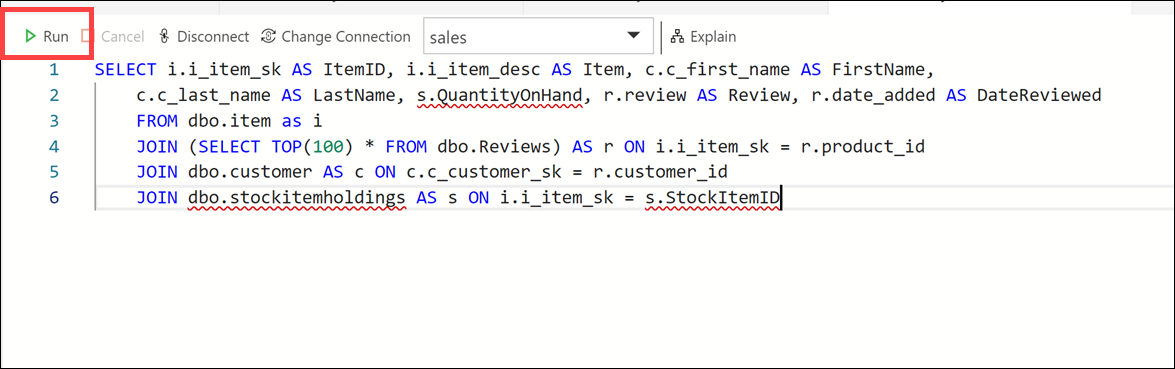 Run Cancel Disconnect Change Connection sales Explain
1 SELECT i.i_item_sk AS ItemID, i.i_item_desc AS Item, c.c_first_name AS FirstName,
2 c.c_last_name AS LastName, s.QuantityOnHand, r.review AS Review, r.date_added AS DateReviewed
3 FROM dbo.item as i
4 JOIN (SELECT TOP(100) * FROM dbo.Reviews) AS r ON i.i_item_sk = r.product_id
5 JOIN dbo.customer AS c ON c.c_customer_sk = r.customer_id
6 JOIN dbo.stockitemholdings AS s ON i.i_item_sk = s.StockItemID